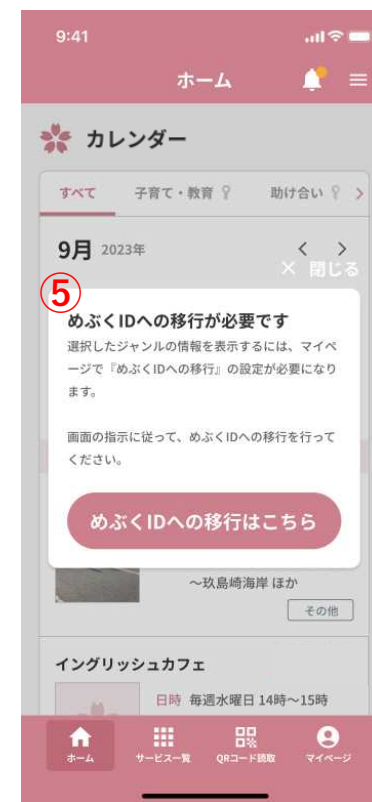 9:41
ホーム
カレンダー
すべて 子育て・教育 助け合い
9月 2023年
× 閉じる
⑤
めぶくIDへの移行が必要です
選択したジャンルの情報を表示するには、マイペ
ージで『めぶくIDへの移行』の設定が必要になり
ます。
画面の指示に従って、めぶくIDへの移行を行って
ください。
めぶくIDへの移行はこちら
～玖島崎海岸 ほか
その他
イングリッシュカフェ
日時 毎週水曜日 14時～15時
ホーム サービス一覧 QRコード読取 マイページ